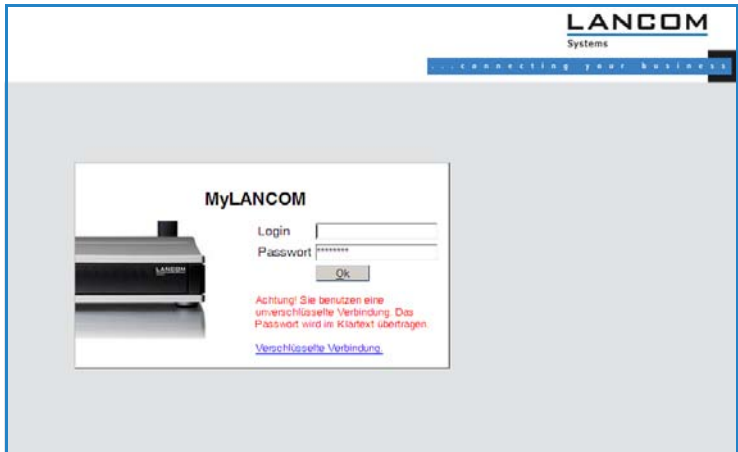 LANCOM
Systems
...connecting your business
MyLANCOM
Login
Passwort ********
Ok
LANCOM
Achtung! Sie benutzen eine
unverschlüsselte Verbindung. Das
Passwort wird im Klartext übertragen.
Verschlüsselte Verbindung.